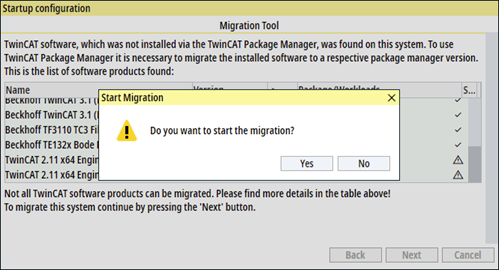 Startup configuration
Migration Tool
TwinCAT software, which was not installed via the TwinCAT Package Manager, was found on this system. To use
TwinCAT Package Manager it is necessary to migrate the installed software to a respective package manager version.
This is the list of software products found:
Name Version Package/Workloads S...
Beckhoff TwinCAT 3.1 (
Beckhoff TwinCAT 3.1 (
Beckhoff TF3110 TC3 Fil
Beckhoff TE132x Bode
TwinCAT 2.11 x64 Engin
TwinCAT 2.11 x64 Engin
Start Migration
Do you want to start the migration?
Yes No
Not all TwinCAT software products can be migrated. Please find more details in the table above!
To migrate this system continue by pressing the 'Next' button.
Back Next Cancel